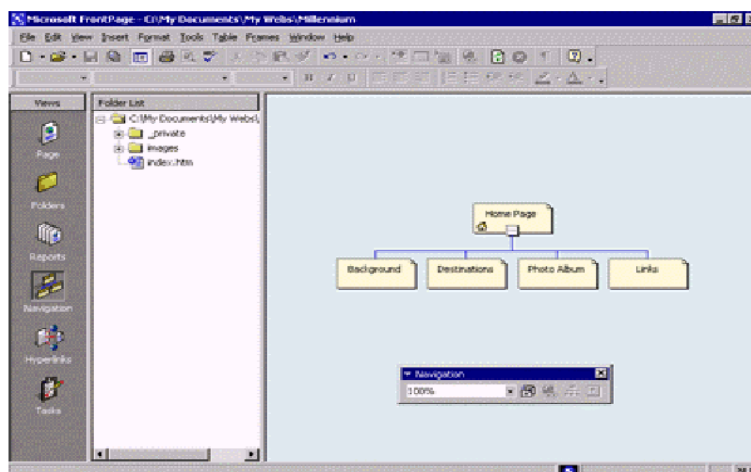 Microsoft FrontPage - C:\My Documents\My Webs\Millennium
File Edit View Insert Format Tools Table Frames Window Help
B I U
Views
Folder List
C:\My Documents\My Webs\
_private
images
index.htm
Page
Folders
Reports
Navigation
Hyperlinks
Tasks
Home Page
Background Destinations Photo Album Links
Navigation
100%